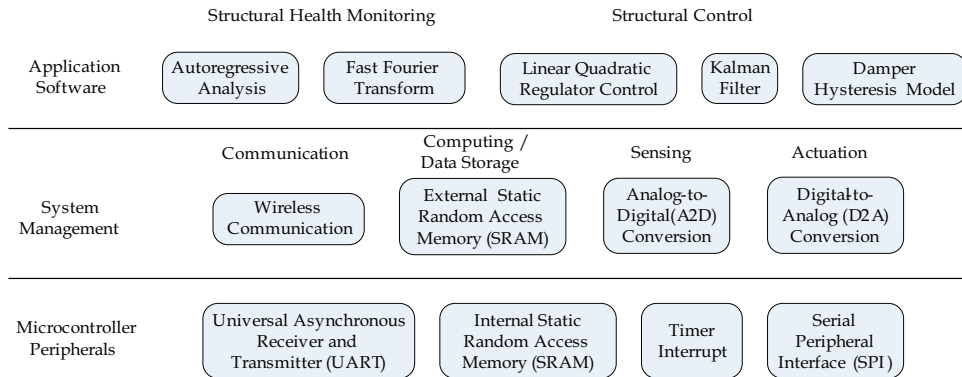 Structural Health Monitoring
Structural Control
Application
Software
Autoregressive
Analysis
Fast Fourier
Transform
Linear Quadratic
Regulator Control
Kalman
Filter
Damper
Hysteresis Model
Communication
Computing /
Data Storage
Sensing
Actuation
System
Management
Wireless
Communication
External Static
Random Access
Memory (SRAM)
Analog-to-
Digital(A2D)
Conversion
Digital-to-
Analog (D2A)
Conversion
Microcontroller
Peripherals
Universal Asynchronous
Receiver and
Transmitter (UART)
Internal Static
Random Access
Memory (SRAM)
Timer
Interrupt
Serial
Peripheral
Interface (SPI)